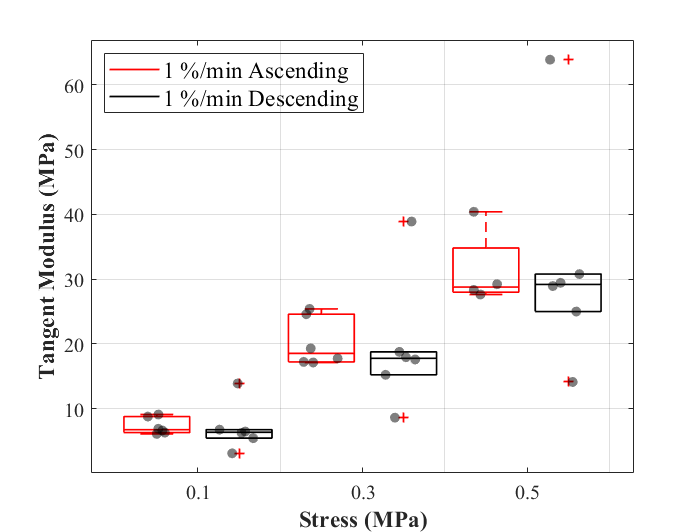 1 %/min Ascending
1 %/min Descending
Tangent Modulus (MPa)
60
50
40
30
20
10
0.1
0.3
0.5
Stress (MPa)